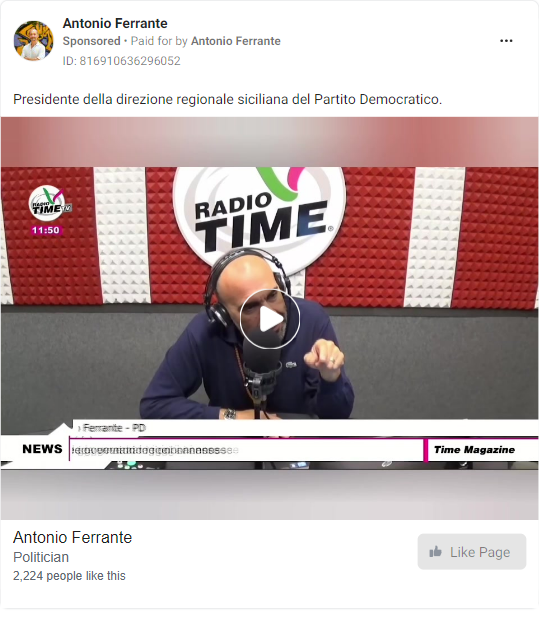 Antonio Ferrante
Sponsored • Paid for by Antonio Ferrante
ID: 816910636296052
Presidente della direzione regionale siciliana del Partito Democratico.
RADIO
TIME
RADIO
TIME
11:50
Ferrante - PD
NEWS
Time Magazine
Antonio Ferrante
Politician
2,224 people like this
Like Page